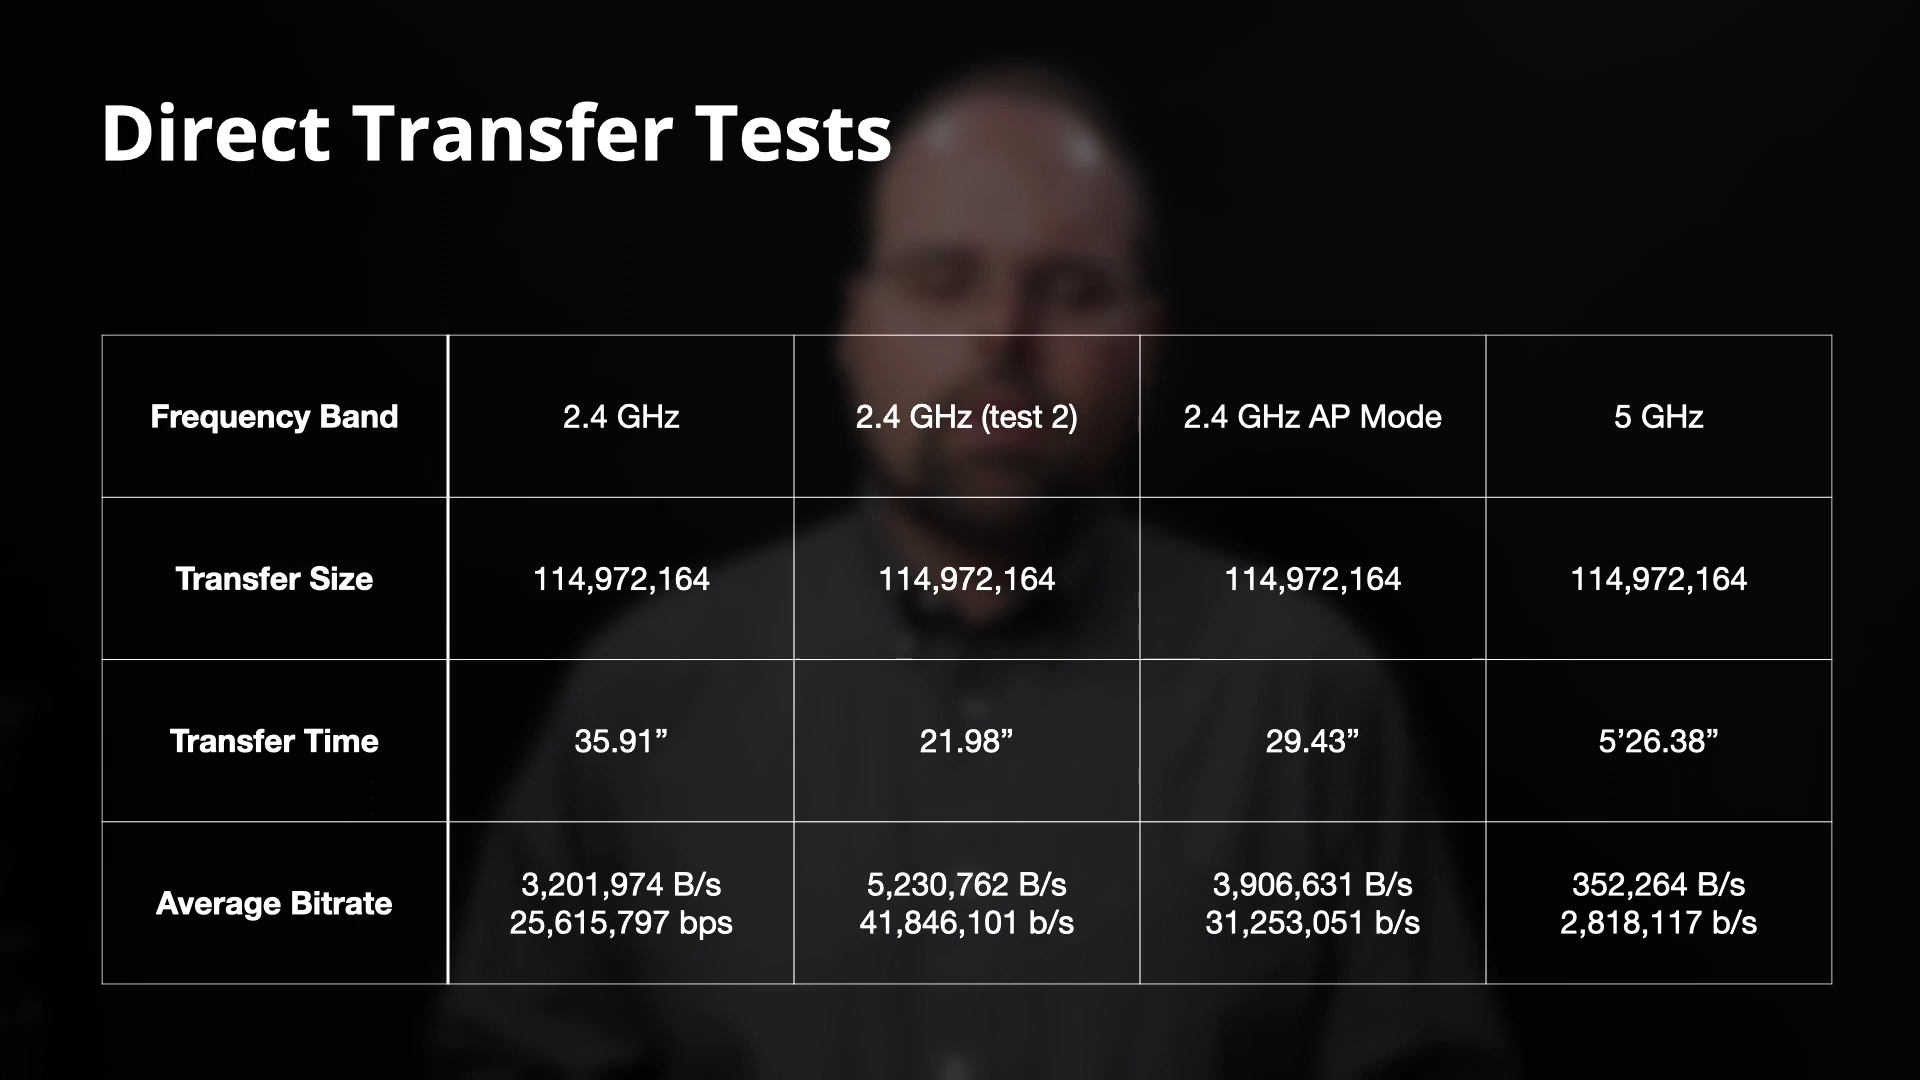 Direct Transfer Tests
Frequency Band 2.4 GHz 2.4 GHz (test 2) 2.4 GHz AP Mode 5 GHz
Transfer Size 114,972,164 114,972,164 114,972,164 114,972,164
Transfer Time 35.91” 21.98” 29.43” 5’26.38”
Average Bitrate
3,201,974 B/s 5,230,762 B/s 3,906,631 B/s 352,264 B/s
25,615,797 bps 41,846,101 b/s 31,253,051 b/s 2,818,117 b/s